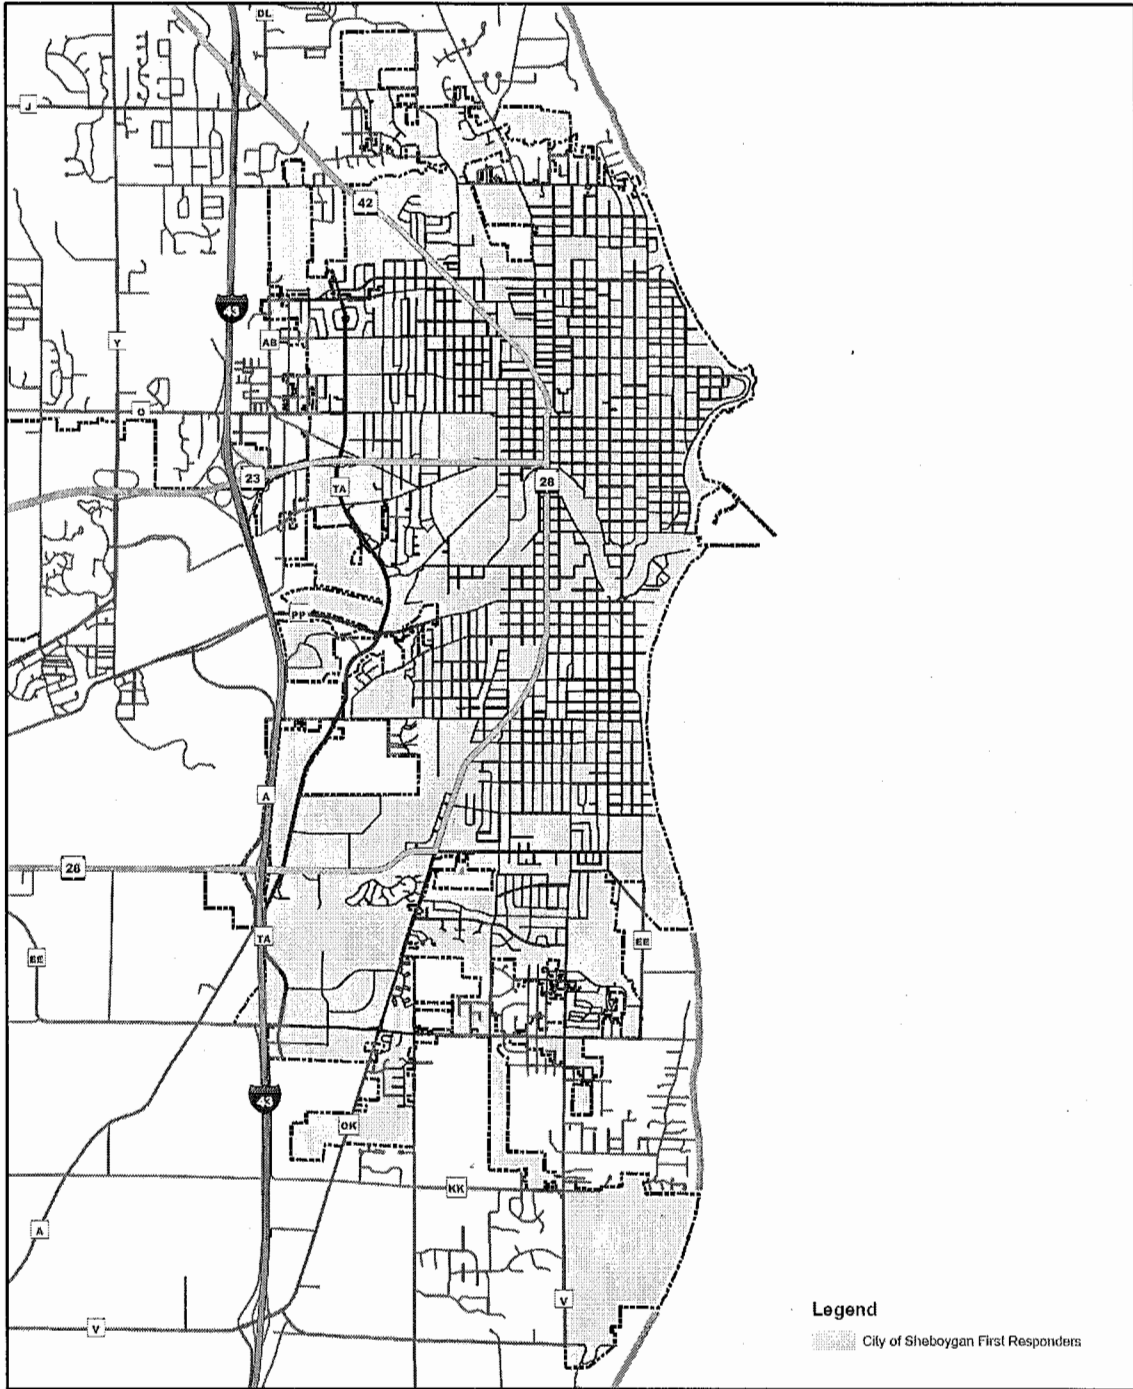 DL
J
42
43
Y
AB
O
23
TA
28
PP
A
28
TA
EE
EE
43
OK
KK
A
V
V
Legend
City of Sheboygan First Responders